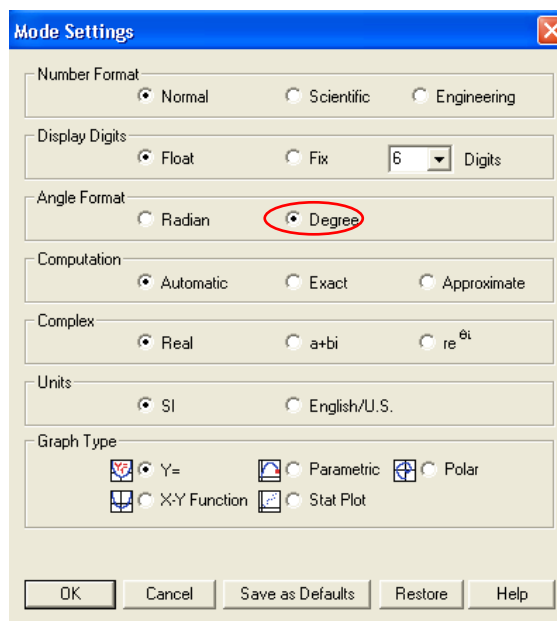 Mode Settings
Number Format
Normal Scientific Engineering
Display Digits
Float Fix 6 Digits
Angle Format
Radian Degree
Computation
Automatic Exact Approximate
Complex
Real a+bi re^θi
Units
SI English/U.S.
Graph Type
Y= Parametric Polar
X-Y Function Stat Plot
OK Cancel Save as Defaults Restore Help